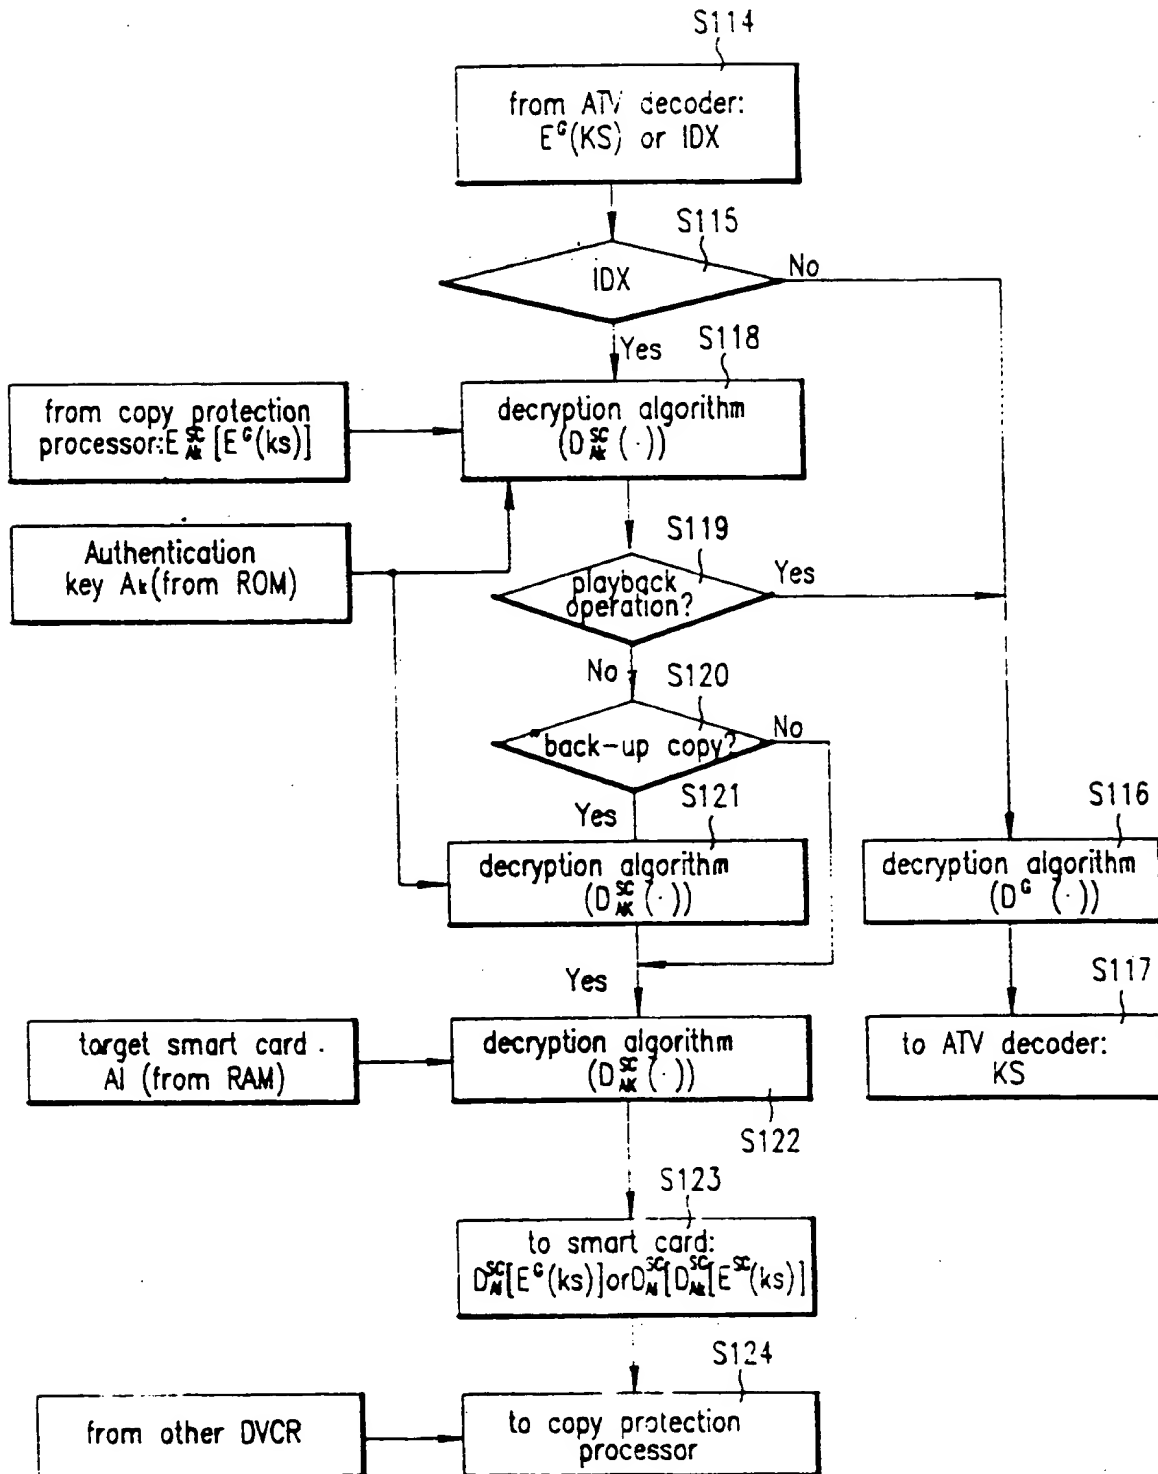 S114
from ATV decoder:
E^G(KS) or IDX
S115
IDX
No
Yes
S118
from copy protection
processor:E^SC_Ak[E^G(ks)]
decryption algorithm
(D^SC_Ak(·))
Authentication
key Ak(from ROM)
S119
playback
operation?
Yes
No
S120
back-up copy?
No
Yes
S121
decryption algorithm
(D^SC_AK(·))
S116
decryption algorithm
(D^G (·))
Yes
S117
target smart card
AI (from RAM)
decryption algorithm
(D^SC_AK(·))
to ATV decoder:
KS
S122
S123
to smart card:
D^SC_AI[E^G(ks)]orD^SC_AI[D^SC_Ak[E^SC(ks)]
S124
from other DVCR
to copy protection
processor